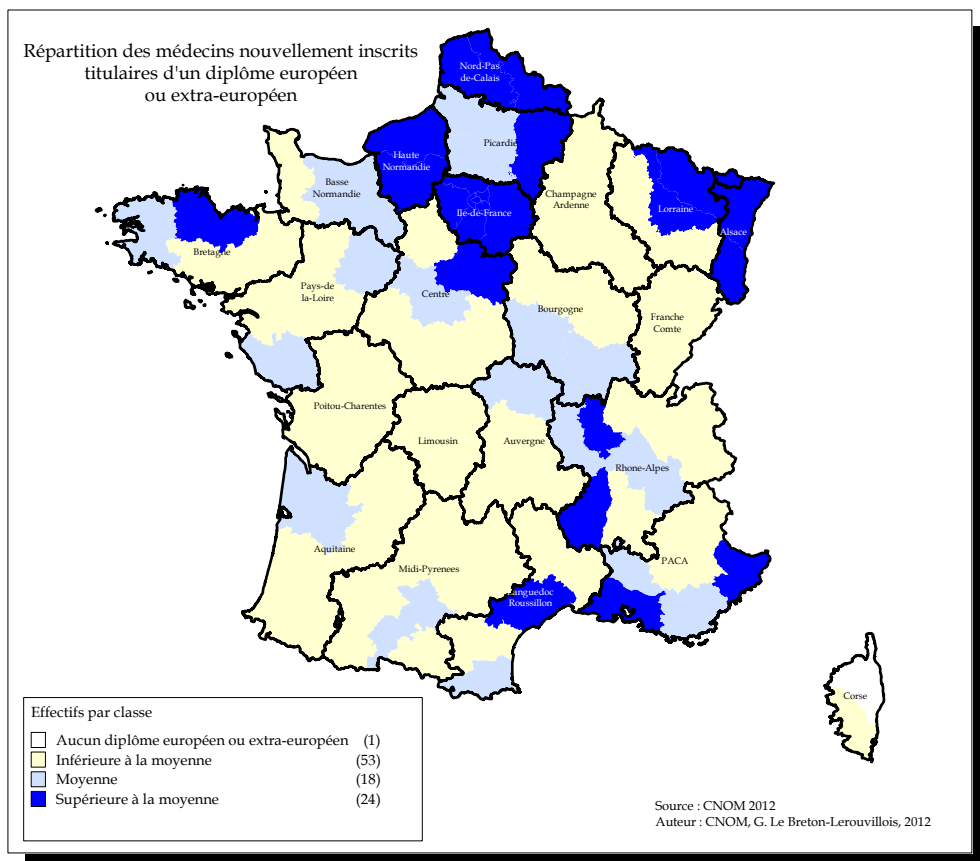 Répartition des médecins nouvellement inscrits
titulaires d'un diplôme européen
ou extra-européen
Nord-Pas
de-Calais
Picardie
Haute
Normandie
Basse
Normandie
Champagne
Ardenne
Ile-de-France
Lorraine
Alsace
Bretagne
Pays-de
la-Loire
Centre
Bourgogne
Franche
Comte
Poitou-Charentes
Limousin
Auvergne
Rhone-Alpes
Aquitaine
Midi-Pyrenees
PACA
Languedoc
Roussillon
Corse
Effectifs par classe
Aucun diplôme européen ou extra-européen (1)
Inférieure à la moyenne (53)
Moyenne (18)
Supérieure à la moyenne (24)
Source : CNOM 2012
Auteur : CNOM, G. Le Breton-Lerouvillois, 2012